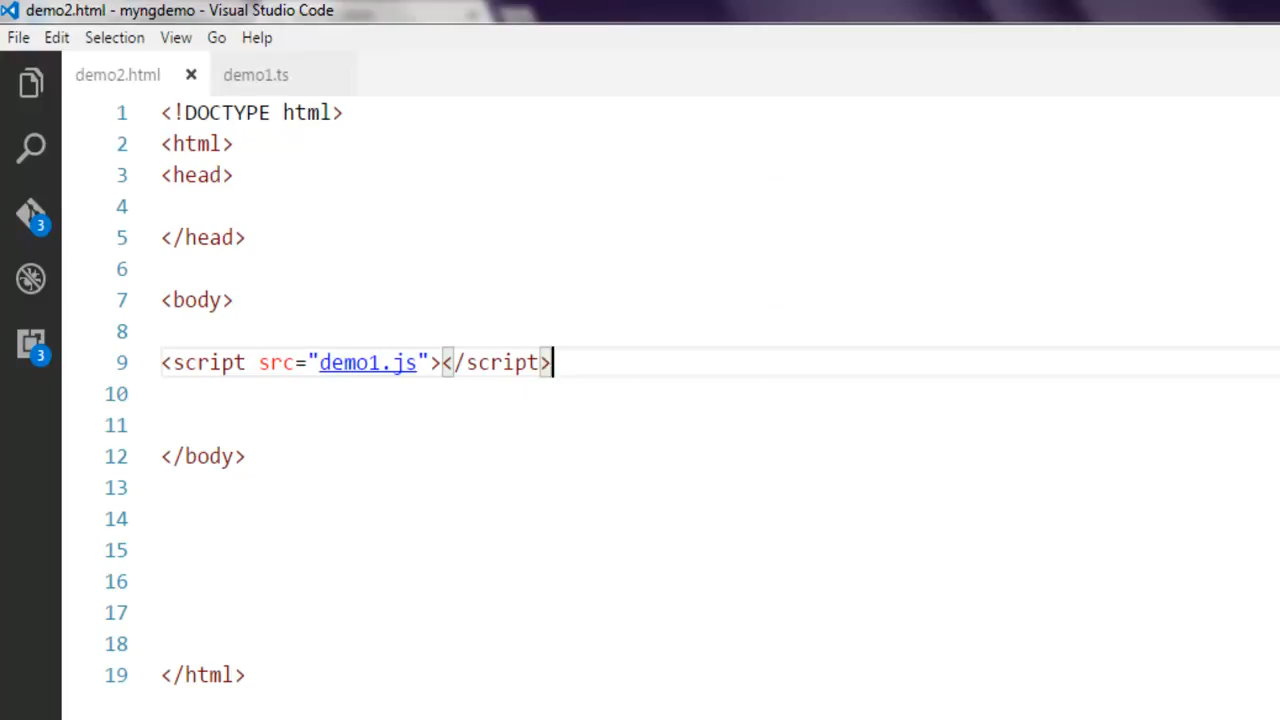 demo2.html - myngdemo - Visual Studio Code
File Edit Selection View Go Help
demo2.html × demo1.ts
1 <!DOCTYPE html>
2 <html>
3 <head>
4
5 </head>
6
7 <body>
8
9 <script src="demo1.js"></script>
10
11
12 </body>
13
14
15
16
17
18
19 </html>
3
3